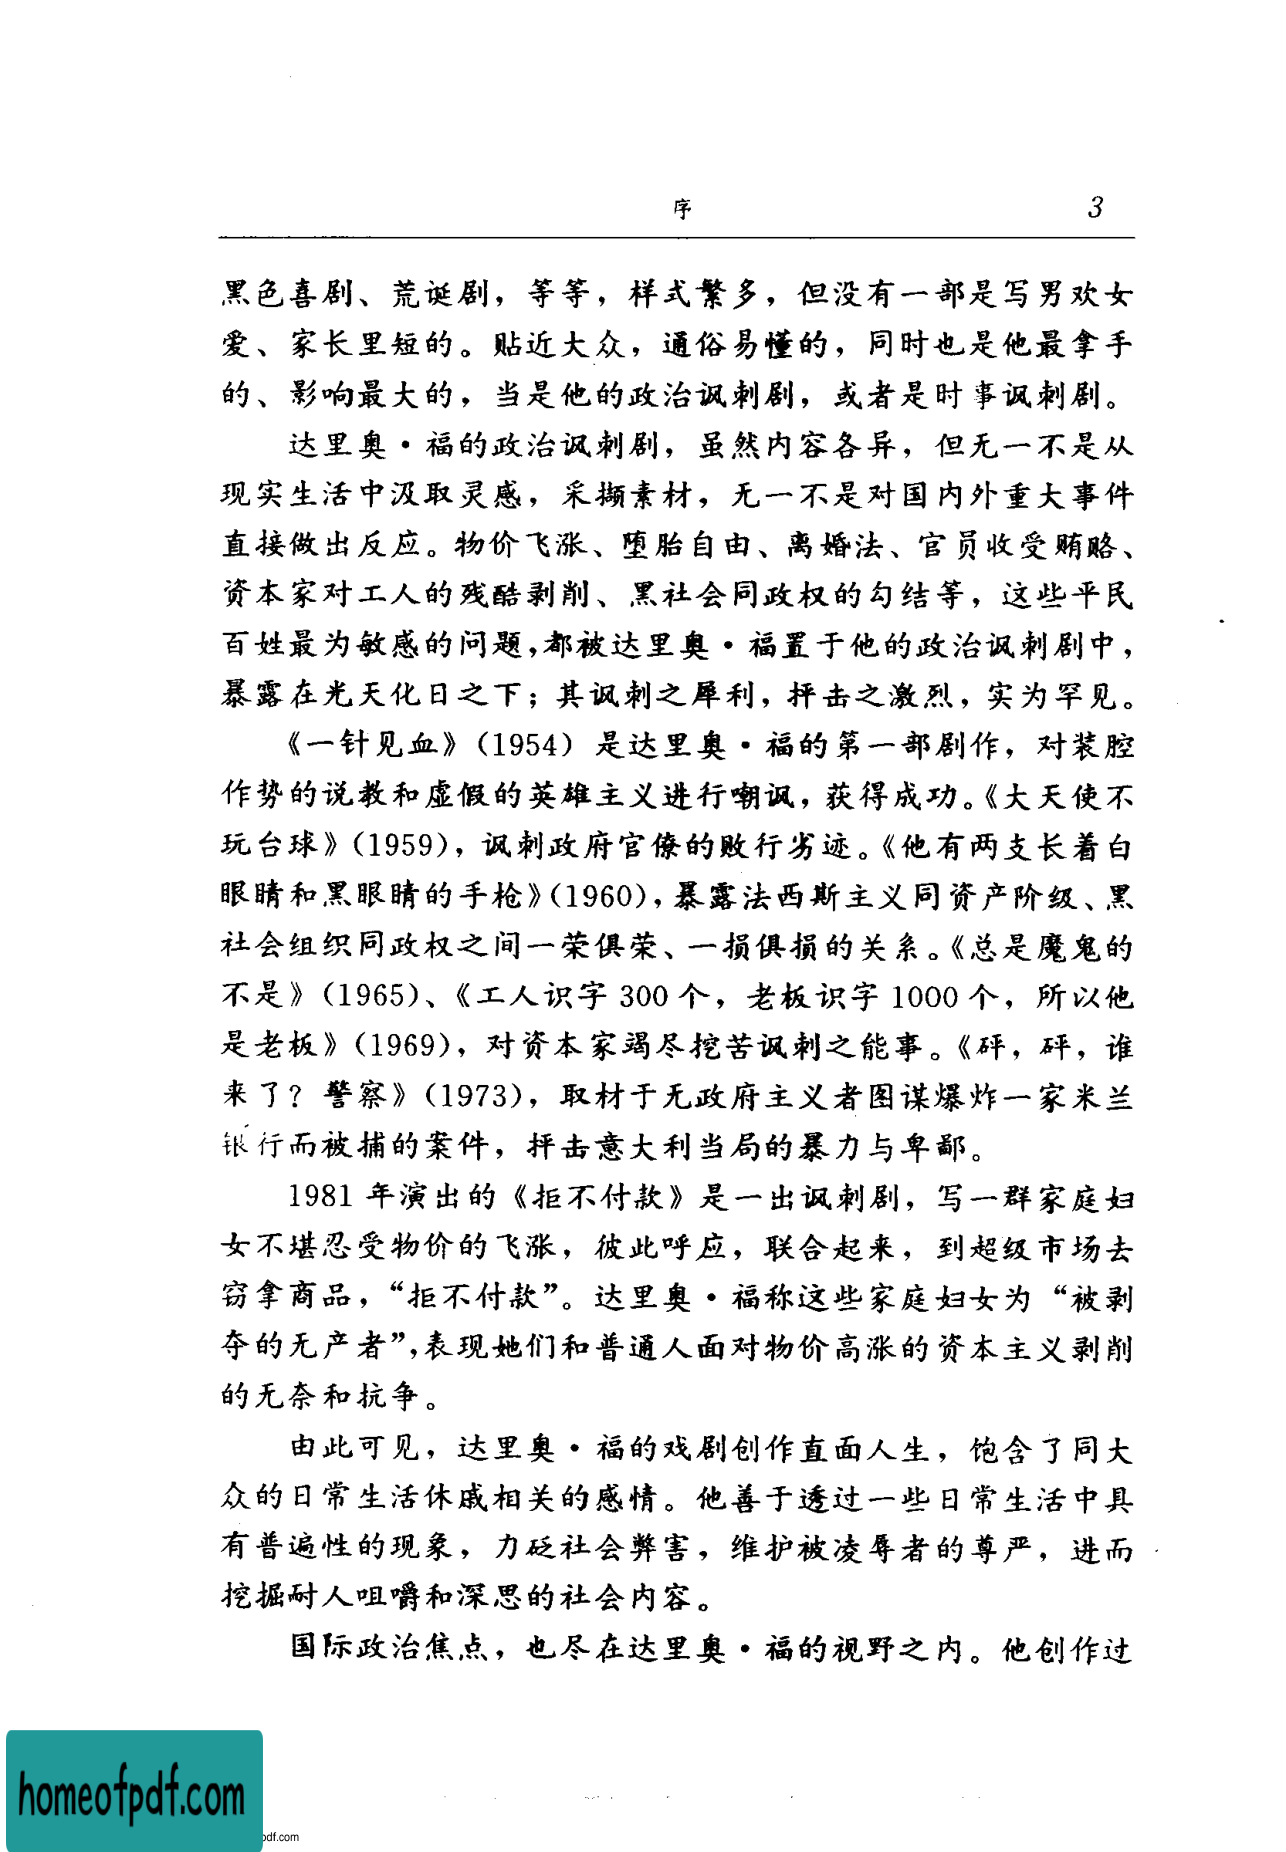 序 3
黑色喜剧、荒诞剧，等等，样式繁多，但没有一部是写男欢女
爱、家长里短的。贴近大众，通俗易懂的，同时也是他最拿手
的、影响最大的，当是他的政治讽刺剧，或者是时事讽刺剧。
达里奥·福的政治讽刺剧，虽然内容各异，但无一不是从
现实生活中汲取灵感，采撷素材，无一不是对国内外重大事件
直接做出反应。物价飞涨、堕胎自由、离婚法、官员收受贿赂、
资本家对工人的残酷剥削、黑社会同政权的勾结等，这些平民
百姓最为敏感的问题，都被达里奥·福置于他的政治讽刺剧中，
暴露在光天化日之下；其讽刺之犀利，抨击之激烈，实为罕见。
《一针见血》（1954）是达里奥·福的第一部剧作，对装腔
作势的说教和虚假的英雄主义进行嘲讽，获得成功。《大天使不
玩台球》（1959），讽刺政府官僚的败行劣迹。《他有两支长着白
眼睛和黑眼睛的手枪》（1960），暴露法西斯主义同资产阶级、黑
社会组织同政权之间一荣俱荣、一损俱损的关系。《总是魔鬼的
不是》（1965）、《工人识字 300 个，老板识字 1000 个，所以他
是老板》（1969），对资本家竭尽挖苦讽刺之能事。《砰，砰，谁
来了？警察》（1973），取材于无政府主义者图谋爆炸一家米兰
银行而被捕的案件，抨击意大利当局的暴力与卑鄙。
1981 年演出的《拒不付款》是一出讽刺剧，写一群家庭妇
女不堪忍受物价的飞涨，彼此呼应，联合起来，到超级市场去
窃拿商品，“拒不付款”。达里奥·福称这些家庭妇女为“被剥
夺的无产者”，表现她们和普通人面对物价高涨的资本主义剥削
的无奈和抗争。
由此可见，达里奥·福的戏剧创作直面人生，饱含了同大
众的日常生活休戚相关的感情。他善于透过一些日常生活中具
有普遍性的现象，力砭社会弊害，维护被凌辱者的尊严，进而
挖掘耐人咀嚼和深思的社会内容。
国际政治焦点，也尽在达里奥·福的视野之内。他创作过
homeofpdf.com
pdf.com